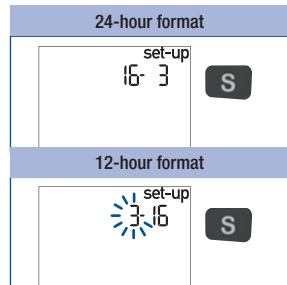 24-hour format
set-up
16- 3
S
12-hour format
set-up
3-16
S